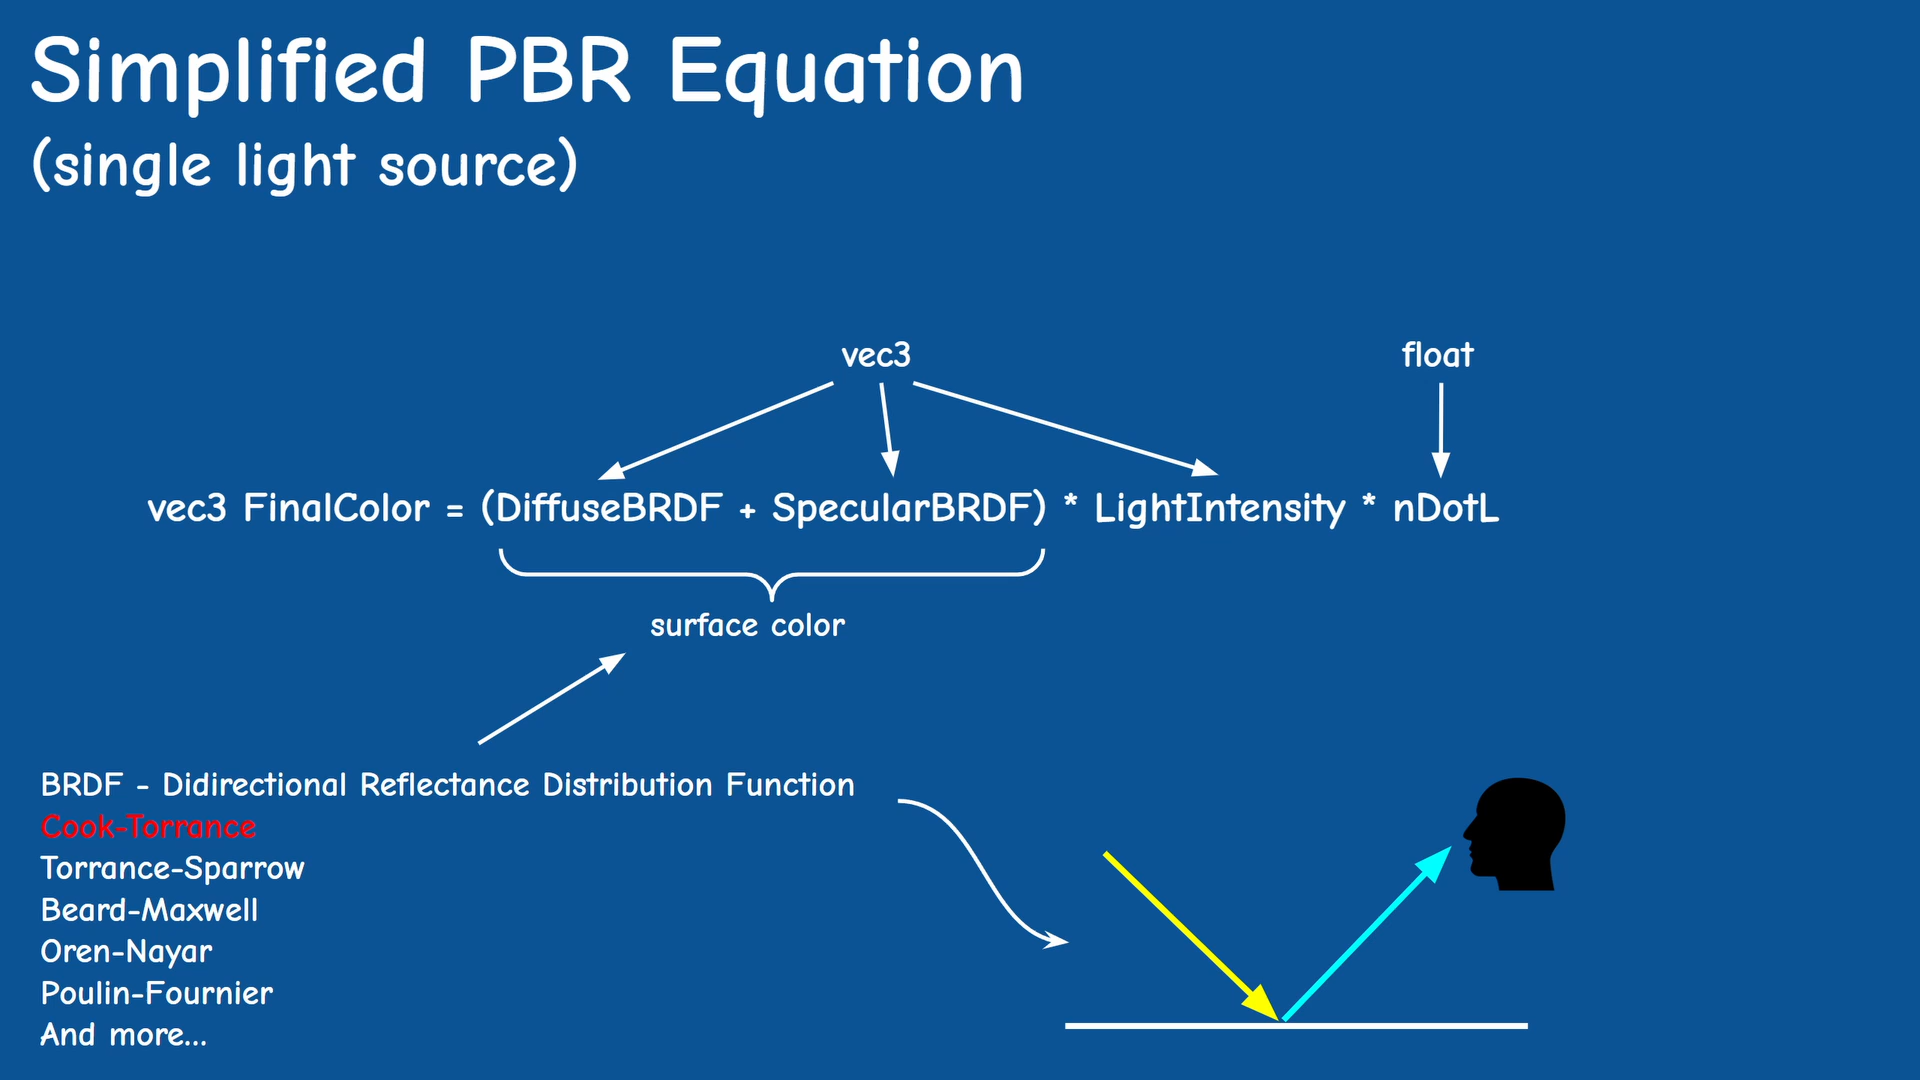 Simplified PBR Equation
(single light source)
vec3
float
vec3 FinalColor = (DiffuseBRDF + SpecularBRDF) * LightIntensity * nDotL
surface color
BRDF - Didirectional Reflectance Distribution Function
Cook-Torrance
Torrance-Sparrow
Beard-Maxwell
Oren-Nayar
Poulin-Fournier
And more...